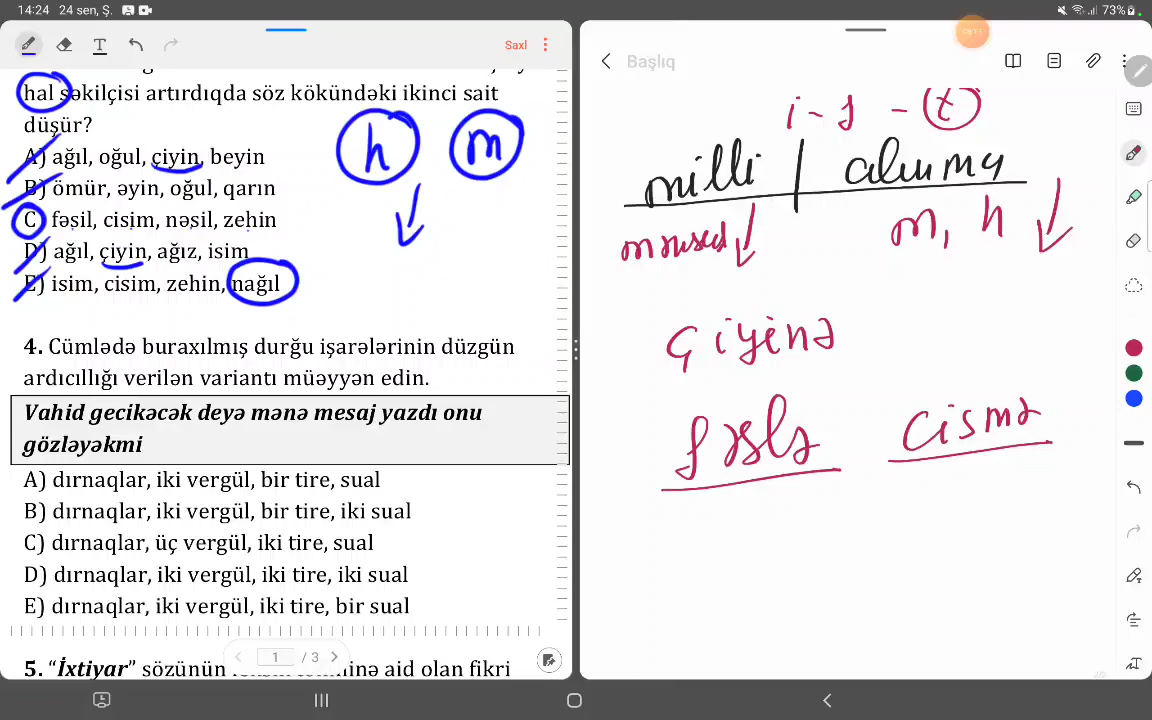 14:24 24 sen, Ş. 73%
Saxl
hal şəkilçisi artırdıqda söz kökündəki ikinci sait
düşür?
A) ağıl, oğul, çiyin, beyin
B) ömür, əyin, oğul, qarın
C) fəsil, cisim, nəsil, zehin
D) ağıl, çiyin, ağız, isim
E) isim, cisim, zehin, nağıl
h m
4. Cümlədə buraxılmış durğu işarələrinin düzgün
ardıcıllığı verilən variantı müəyyən edin.
Vahid gecikəcək deyə mənə mesaj yazdı onu
gözləyəkmi
A) dırnaqlar, iki vergül, bir tire, sual
B) dırnaqlar, iki vergül, bir tire, iki sual
C) dırnaqlar, üç vergül, iki tire, sual
D) dırnaqlar, iki vergül, iki tire, iki sual
E) dırnaqlar, iki vergül, iki tire, bir sual
1 / 3
5. "İxtiyar" sözünün aid olan fikri
Başlıq
milli | alınma
m, h
çiyinə
fəslə cismə